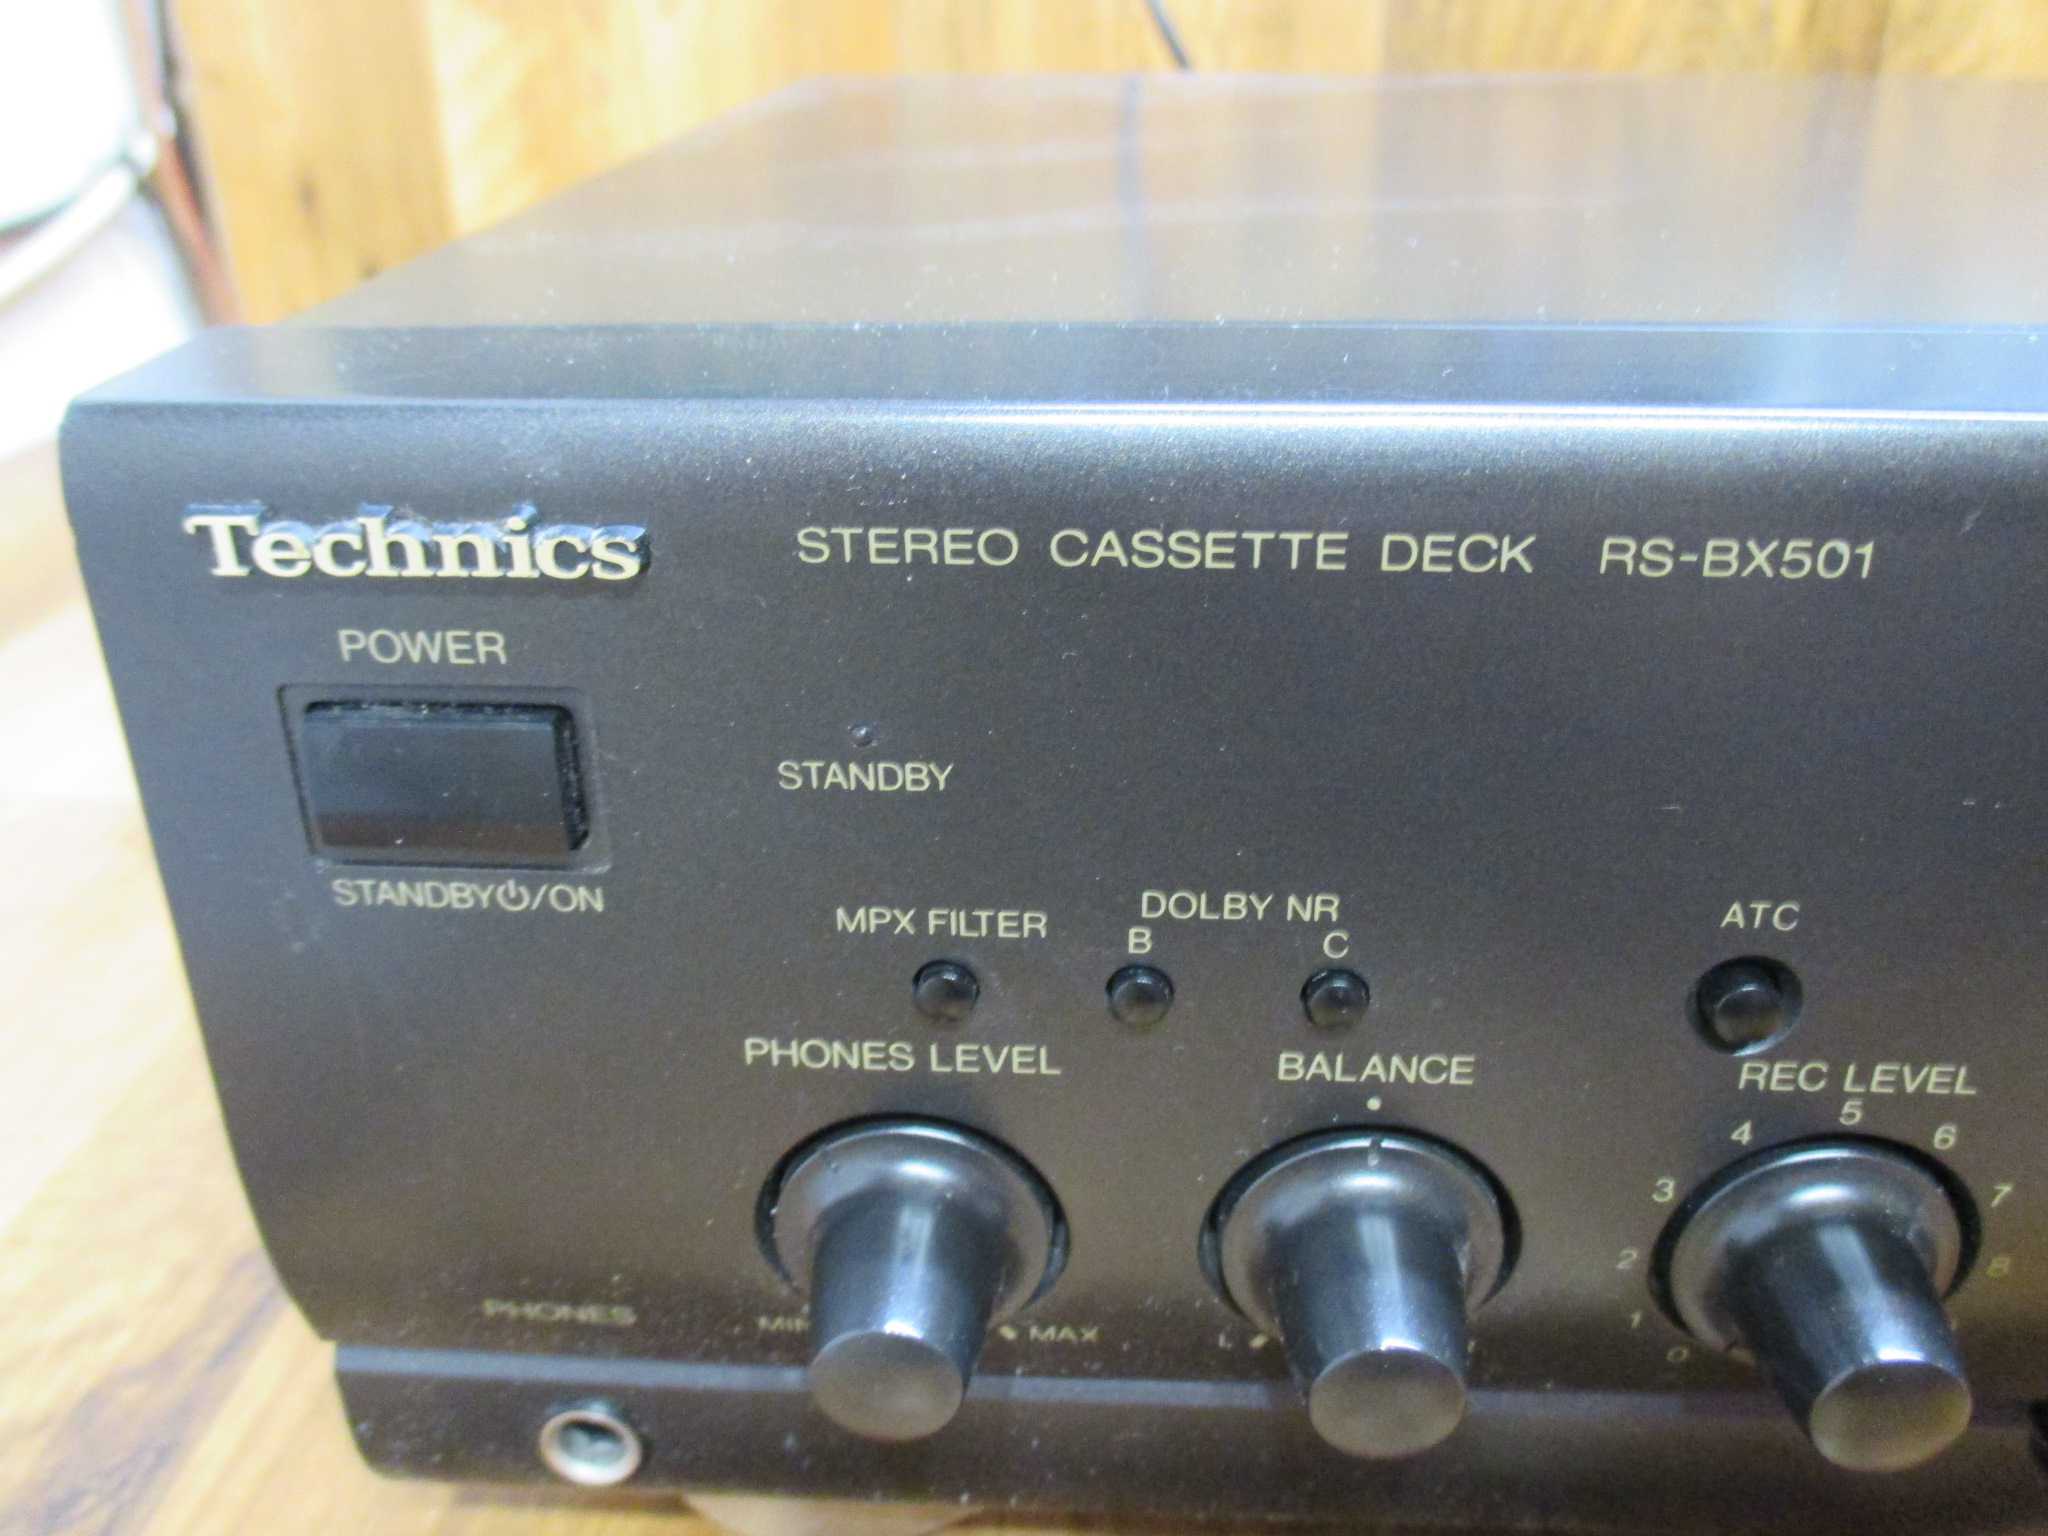 Technics
STEREO CASSETTE DECK RS-BX501
POWER
STANDBY
STANDBY⏻/ON
MPX FILTER
DOLBY NR
B C
ATC
PHONES LEVEL
BALANCE
REC LEVEL
0 1 2 3 4 5 6 7 8
PHONES
MIN MAX
L